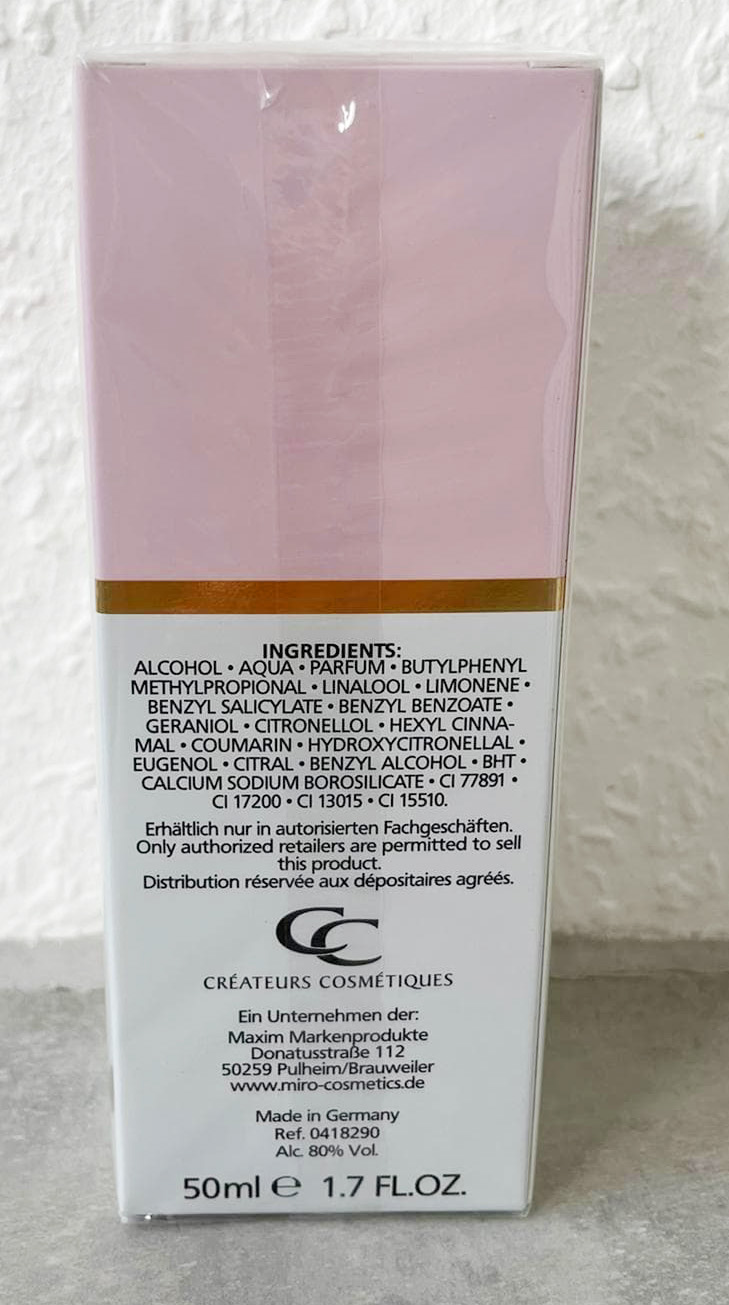 INGREDIENTS:
ALCOHOL • AQUA • PARFUM • BUTYLPHENYL
METHYLPROPIONAL • LINALOOL • LIMONENE •
BENZYL SALICYLATE • BENZYL BENZOATE •
GERANIOL • CITRONELLOL • HEXYL CINNA-
MAL • COUMARIN • HYDROXYCITRONELLAL •
EUGENOL • CITRAL • BENZYL ALCOHOL • BHT •
CALCIUM SODIUM BOROSILICATE • CI 77891 •
CI 17200 • CI 13015 • CI 15510.
Erhältlich nur in autorisierten Fachgeschäften.
Only authorized retailers are permitted to sell
this product.
Distribution réservée aux dépositaires agréés.
CC
CRÉATEURS COSMÉTIQUES
Ein Unternehmen der:
Maxim Markenprodukte
Donatusstraße 112
50259 Pulheim/Brauweiler
www.miro-cosmetics.de
Made in Germany
Ref. 0418290
Alc. 80% Vol.
50ml ℮ 1.7 FL.OZ.